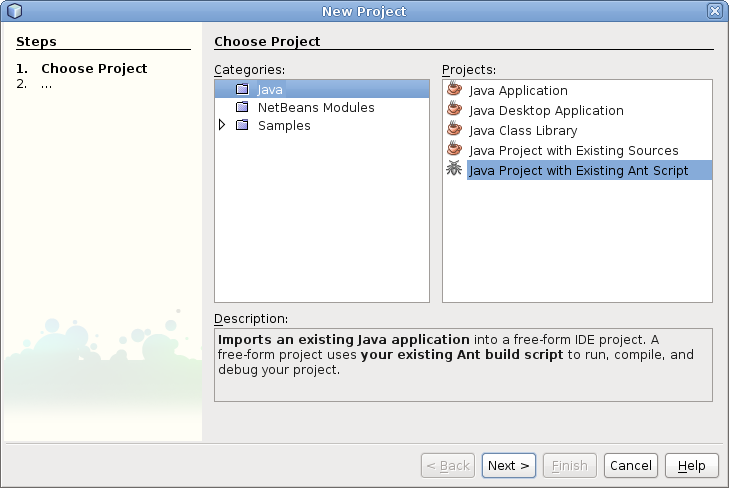 New Project
Steps
1. Choose Project
2. ...
Choose Project
Categories:
Java
NetBeans Modules
Samples
Projects:
Java Application
Java Desktop Application
Java Class Library
Java Project with Existing Sources
Java Project with Existing Ant Script
Description:
Imports an existing Java application into a free-form IDE project. A
free-form project uses your existing Ant build script to run, compile, and
debug your project.
< Back
Next >
Finish
Cancel
Help